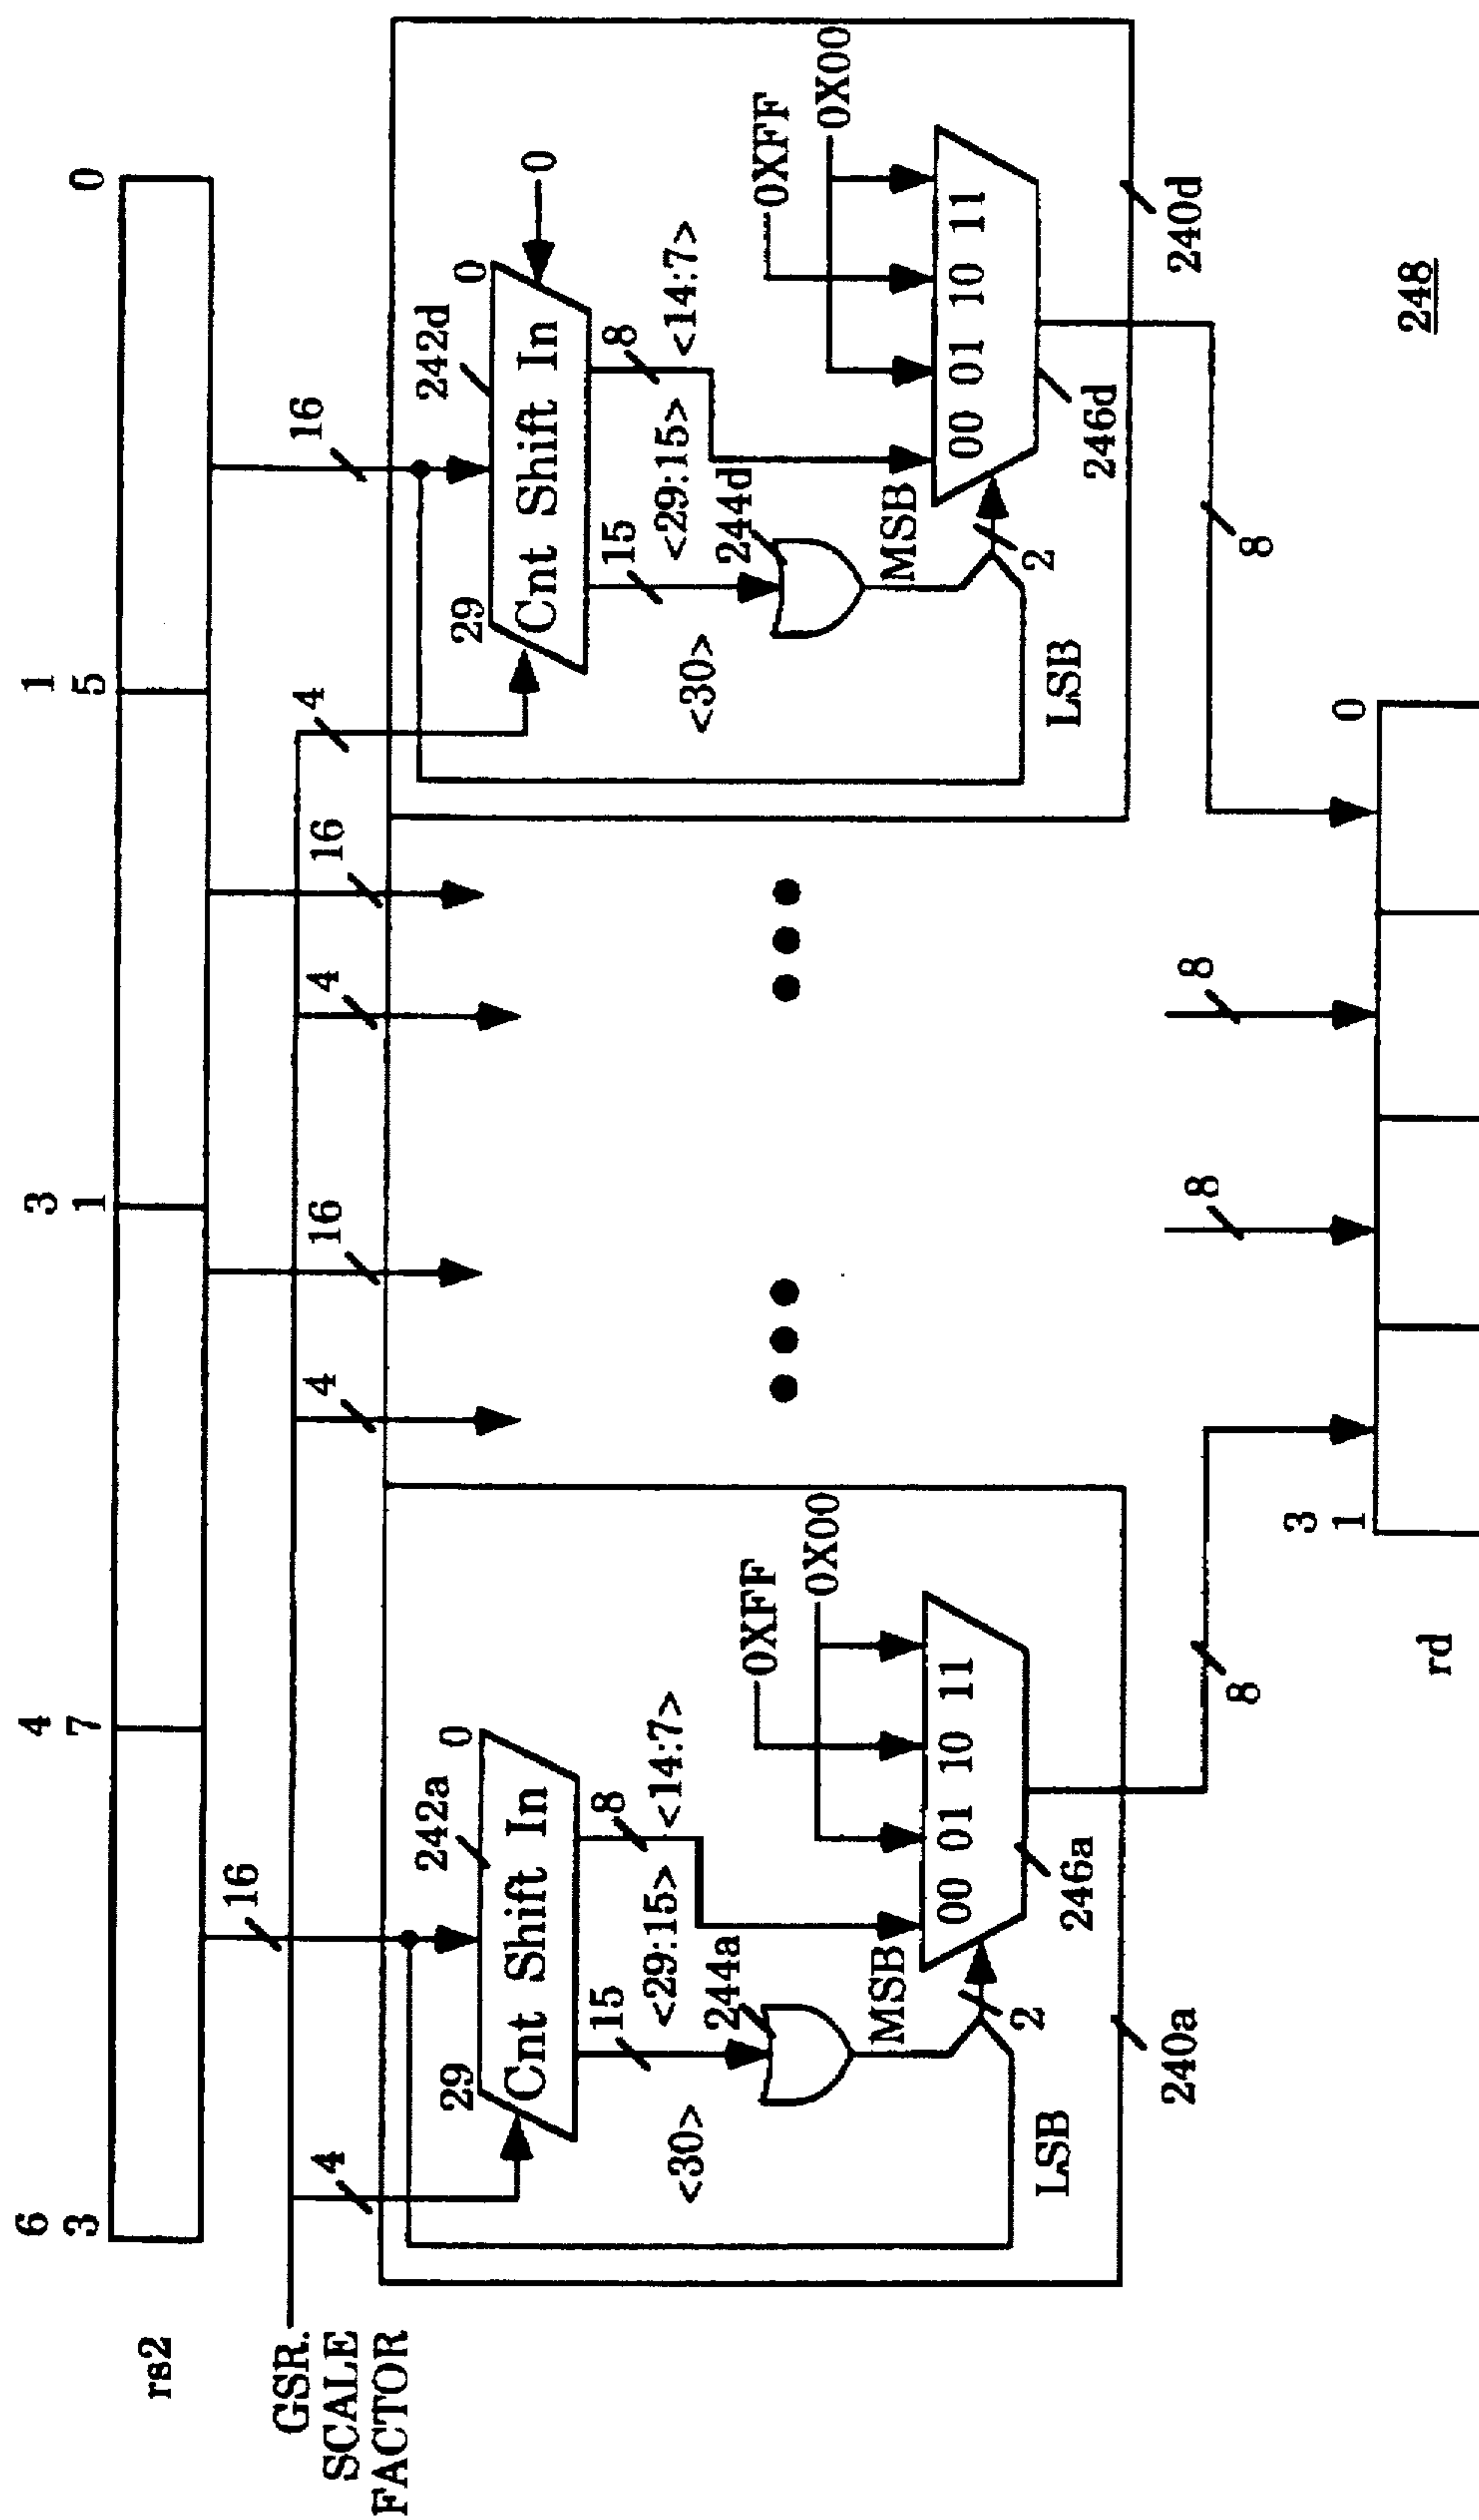 6 3
4 7
3 1
1 5
0
rs2
GSR.
SCALE
FACTOR
4
16
4
16
4
16
4
16
29
242a
0
Cnt Shift In
15
8
<29:15>
<14:7>
<30>
244a
0XFF
0X00
MSB
00 01 10 11
LSB
2
246a
240a
8
29
242d
0
Cnt Shift In
0
15
8
<29:15>
<14:7>
<30>
244d
0XFF
0X00
MSB
00 01 10 11
LSB
2
246d
240d
8
8
8
3 1
0
rd
248